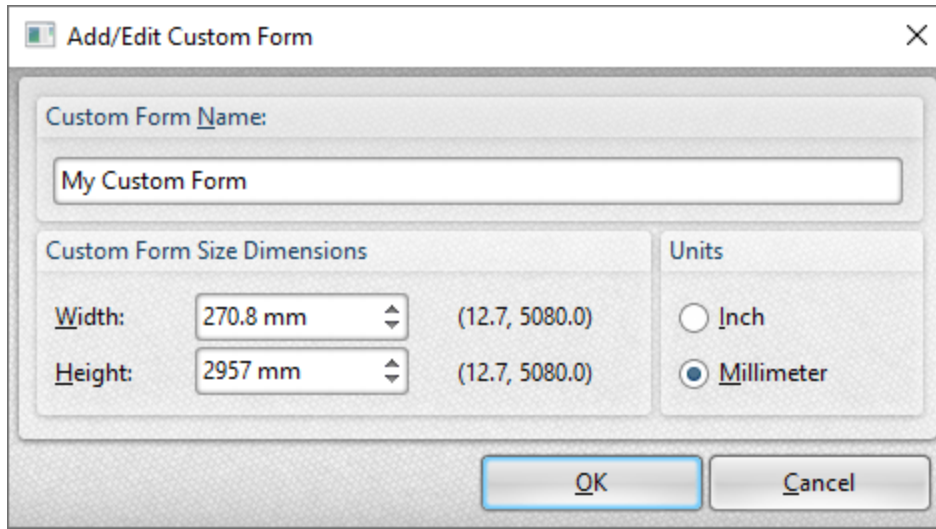 Add/Edit Custom Form
Custom Form Name:
My Custom Form
Custom Form Size Dimensions
Units
Width: 270.8 mm (12.7, 5080.0)
Inch
Height: 2957 mm (12.7, 5080.0)
Millimeter
OK
Cancel